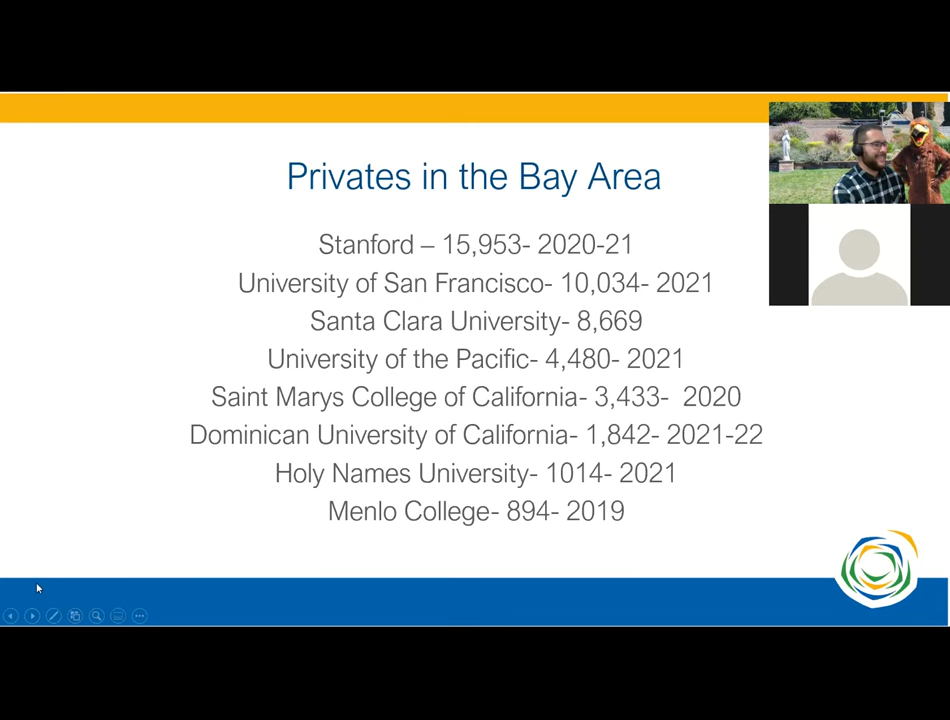 Privates in the Bay Area
Stanford – 15,953- 2020-21
University of San Francisco- 10,034- 2021
Santa Clara University- 8,669
University of the Pacific- 4,480- 2021
Saint Marys College of California- 3,433-  2020
Dominican University of California- 1,842- 2021-22
Holy Names University- 1014- 2021
Menlo College- 894- 2019